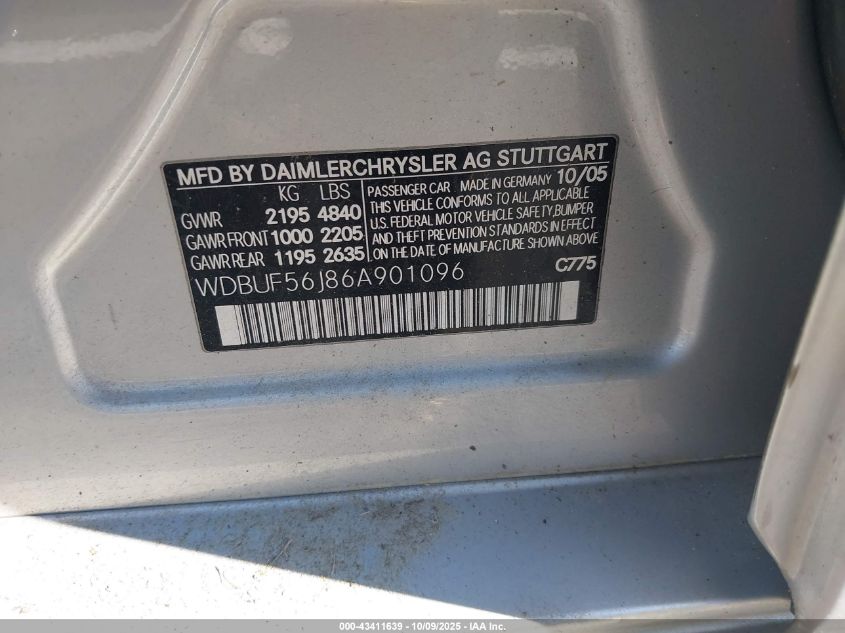 MFD BY DAIMLERCHRYSLER AG STUTTGART
KG LBS
GVWR 2195 4840
GAWR FRONT 1000 2205
GAWR REAR 1195 2635
PASSENGER CAR MADE IN GERMANY 10/05
THIS VEHICLE CONFORMS TO ALL APPLICABLE
U.S. FEDERAL MOTOR VEHICLE SAFETY, BUMPER
AND THEFT PREVENTION STANDARDS IN EFFECT
ON THE DATE OF MANUFACTURE SHOWN ABOVE
WDBUF56J86A901096 C775
000-43411639 - 10/09/2025 - IAA Inc.